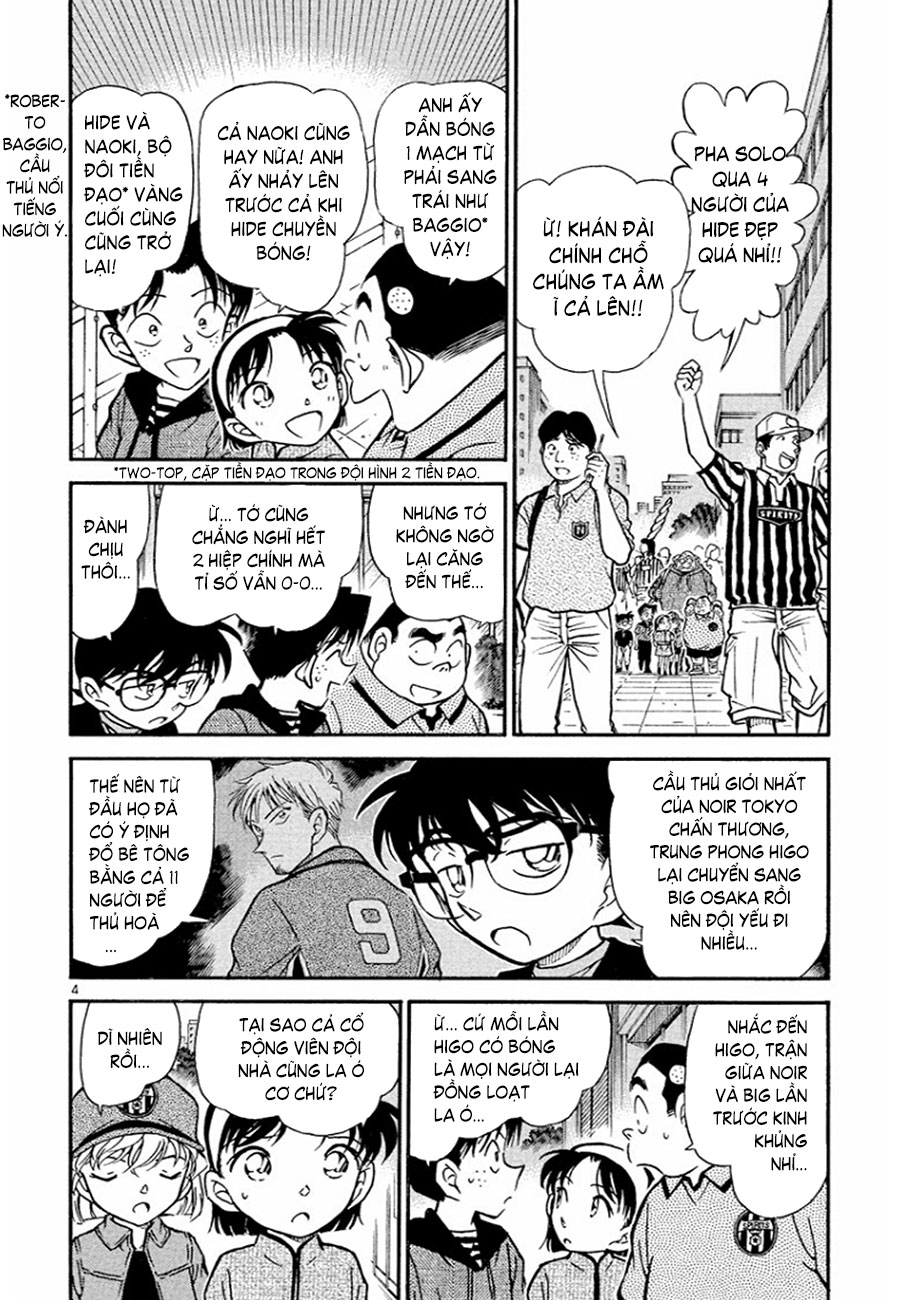 PHA SOLO
QUA 4
NGƯỜI CỦA
HIDE ĐẸP
QUÁ NHỈ!!
Ừ! KHÁN ĐÀI
CHÍNH CHỖ
CHÚNG TA ẦM
Ĩ CẢ LÊN!!
SPIRITS
N
ANH ẤY
DẪN BÓNG
1 MẠCH TỪ
PHẢI SANG
TRÁI NHƯ
BAGGIO*
VẬY!
CẢ NAOKI CŨNG
HAY NỮA! ANH
ẤY NHẢY LÊN
TRƯỚC CẢ KHI
HIDE CHUYỀN
BÓNG!
HIDE VÀ
NAOKI, BỘ
ĐÔI TIỀN
ĐẠO* VÀNG
CUỐI CÙNG
CŨNG TRỞ
LẠI!
*ROBER-
TO
BAGGIO,
CẦU
THỦ NỔI
TIẾNG
NGƯỜI Ý.
*TWO-TOP, CẶP TIỀN ĐẠO TRONG ĐỘI HÌNH 2 TIỀN ĐẠO.
NHƯNG TỚ
KHÔNG NGỜ
LẠI CĂNG
ĐẾN THẾ...
Ừ... TỚ CŨNG
CHẲNG NGHĨ HẾT
2 HIỆP CHÍNH MÀ
TỈ SỐ VẪN 0-0...
ĐÀNH
CHỊU
THÔI...
CẦU THỦ GIỎI NHẤT
CỦA NOIR TOKYO
CHẤN THƯƠNG,
TRUNG PHONG HIGO
LẠI CHUYỂN SANG
BIG OSAKA RỒI
NÊN ĐỘI YẾU ĐI
NHIỀU...
THẾ NÊN TỪ
ĐẦU HỌ ĐÃ
CÓ Ý ĐỊNH
ĐỔ BÊ TÔNG
BẰNG CẢ 11
NGƯỜI ĐỂ
THỦ HOÀ
...
9
4
NHẮC ĐẾN
HIGO, TRẬN
GIỮA NOIR
VÀ BIG LẦN
TRƯỚC KINH
KHỦNG
NHỈ...
Ừ... CỨ MỖI LẦN
HIGO CÓ BÓNG
LÀ MỌI NGƯỜI LẠI
ĐỒNG LOẠT
LA Ó...
TẠI SAO CẢ CỔ
ĐỘNG VIÊN ĐỘI
NHÀ CŨNG LA Ó
CƠ CHỨ?
DĨ NHIÊN
RỒI...